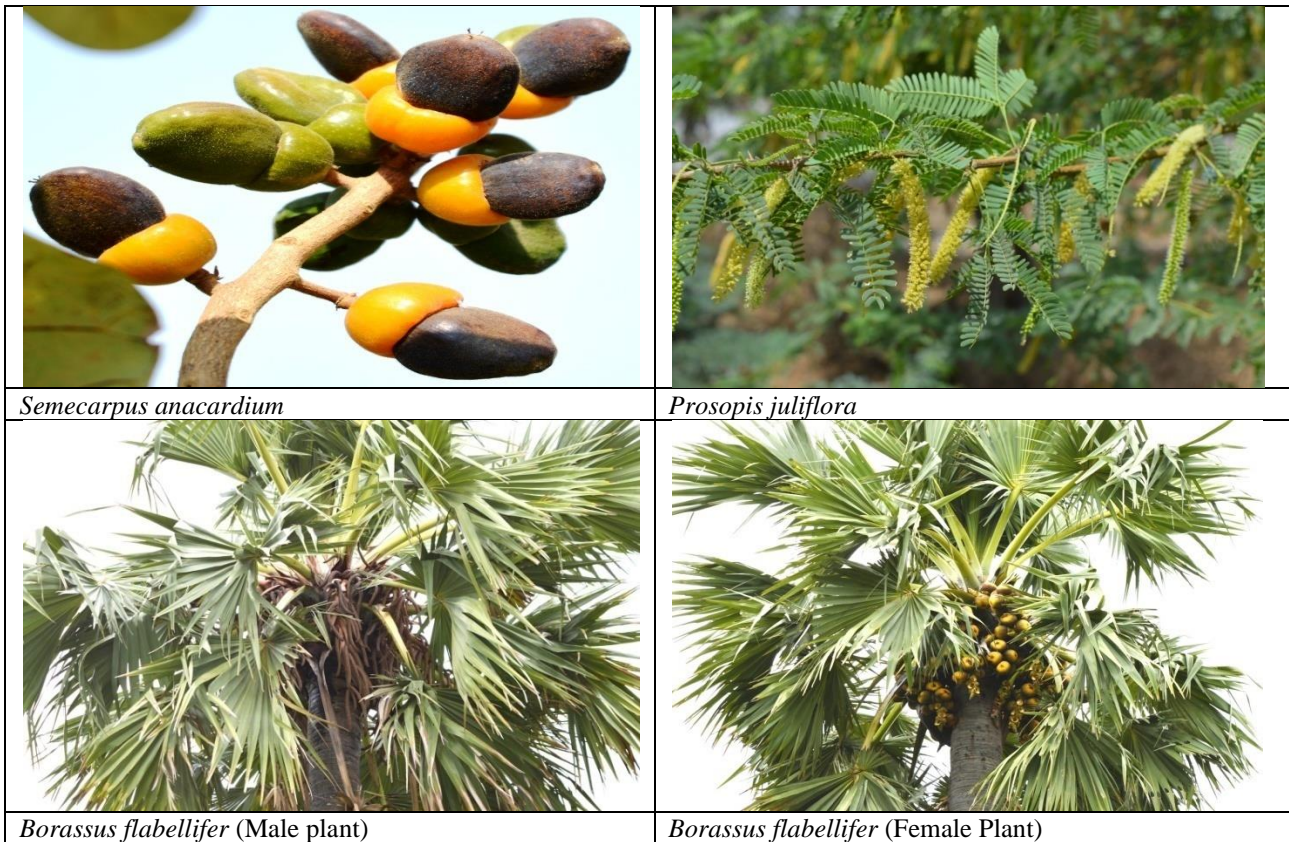 Semecarpus anacardium
Prosopis juliflora
Borassus flabellifer (Male plant)
Borassus flabellifer (Female Plant)